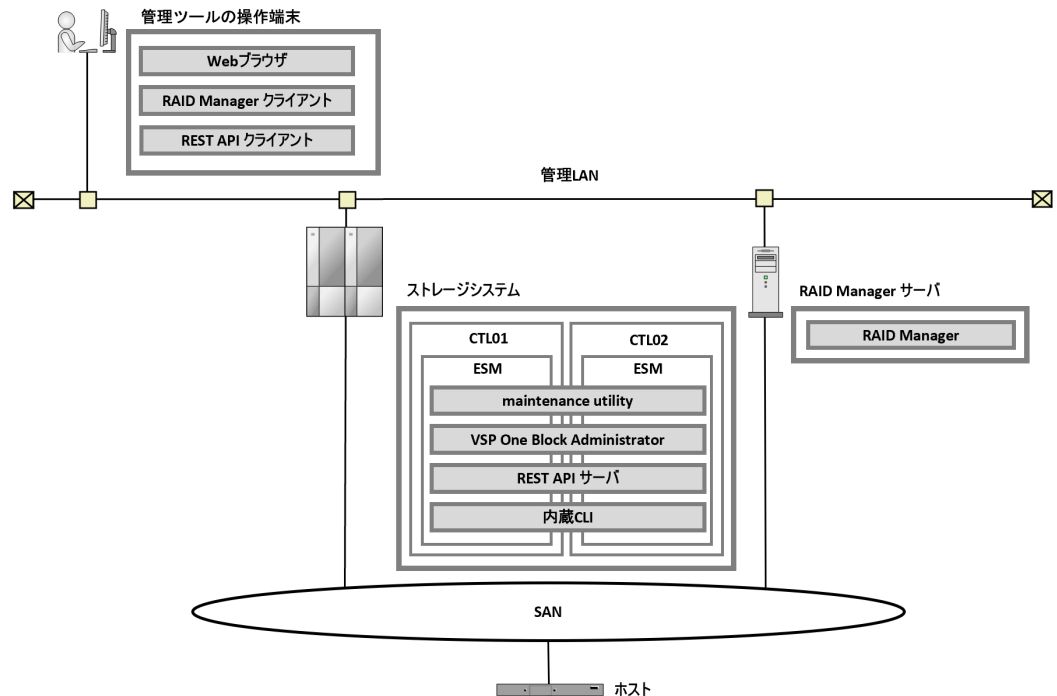 管理ツールの操作端末
Webブラウザ
RAID Manager クライアント
REST API クライアント
管理LAN
ストレージシステム
RAID Manager サーバ
RAID Manager
CTL01
CTL02
ESM
ESM
maintenance utility
VSP One Block Administrator
REST API サーバ
内蔵CLI
SAN
ホスト